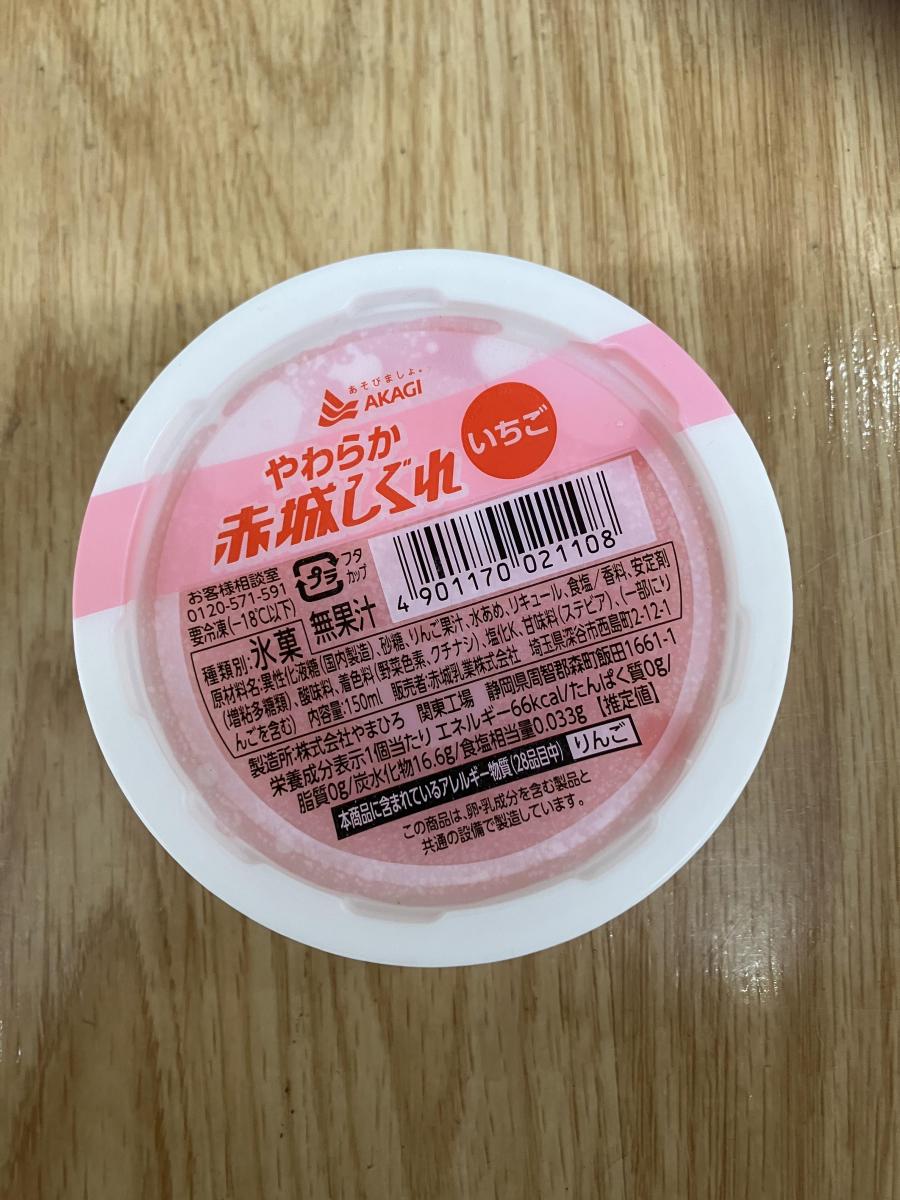 あそびましょ。
AKAGI
やわらか
赤城しぐれ
いちご
お客様相談室
0120-571-591
要冷凍(-18℃以下)
プラ
フタ
カップ
4 901170 021108
種類別:氷菓 無果汁
原材料名:異性化液糖(国内製造)、砂糖、りんご果汁、水あめ、リキュール、食塩/香料、安定剤
(増粘多糖類)、酸味料、着色料(野菜色素、クチナシ)、塩化K、甘味料(ステビア)、(一部にり
んごを含む) 内容量:150ml 販売者:赤城乳業株式会社 埼玉県深谷市西島町2-12-1
製造所:株式会社やまひろ 関東工場 静岡県周智郡森町飯田1661-1
栄養成分表示1個当たり エネルギー66kcal/たんぱく質0g/
脂質0g/炭水化物16.6g/食塩相当量0.033g【推定値】
本商品に含まれているアレルギー物質(28品目中) りんご
この商品は、卵・乳成分を含む製品と
共通の設備で製造しています。